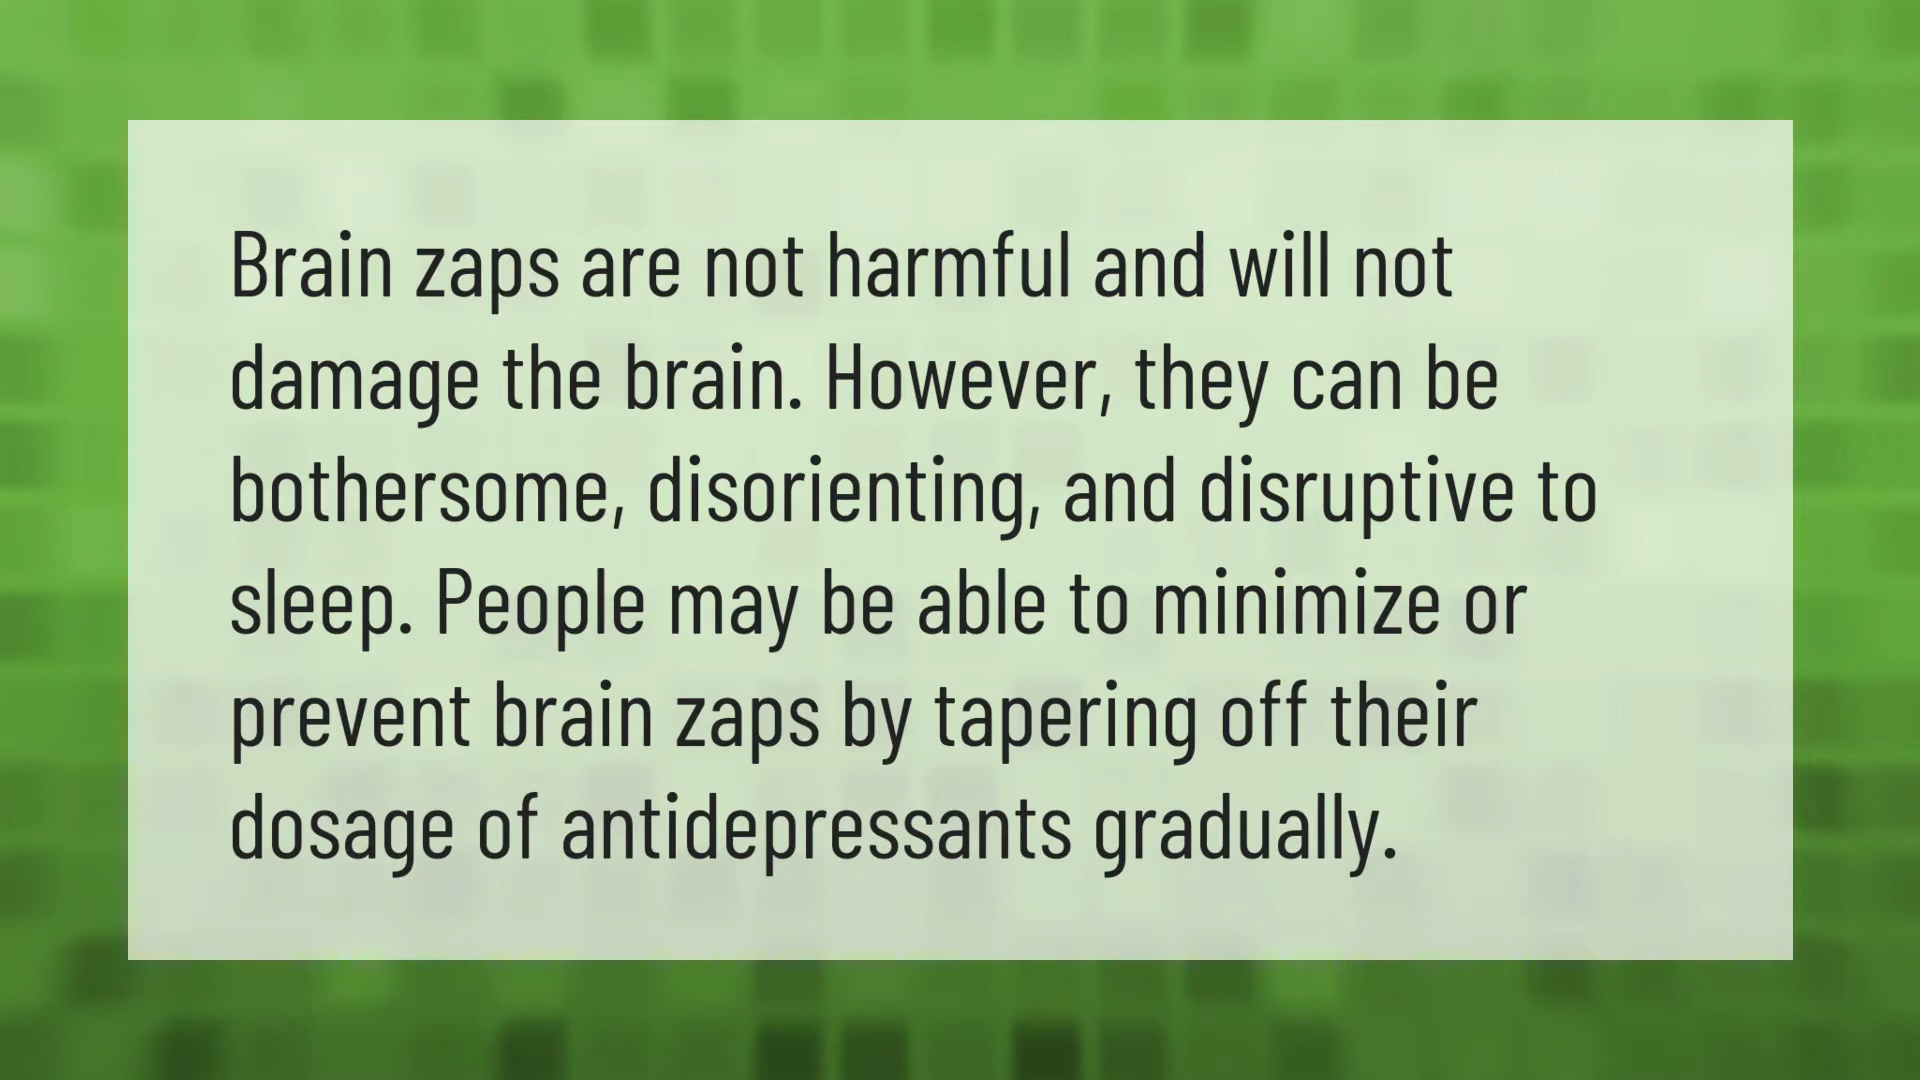 Brain zaps are not harmful and will not
damage the brain. However, they can be
bothersome, disorienting, and disruptive to
sleep. People may be able to minimize or
prevent brain zaps by tapering off their
dosage of antidepressants gradually.